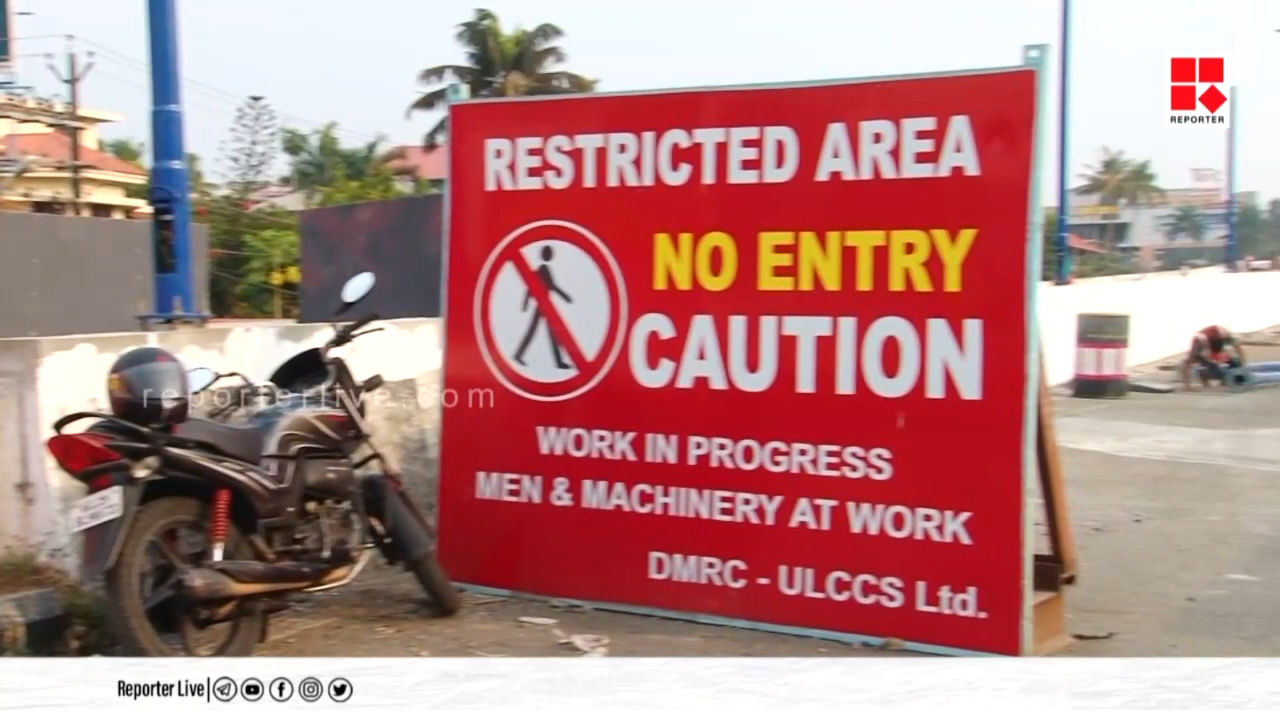 REPORTER
RESTRICTED AREA
NO ENTRY
CAUTION
reporterlive.com
WORK IN PROGRESS
MEN & MACHINERY AT WORK
DMRC - ULCCS Ltd.
Reporter Live